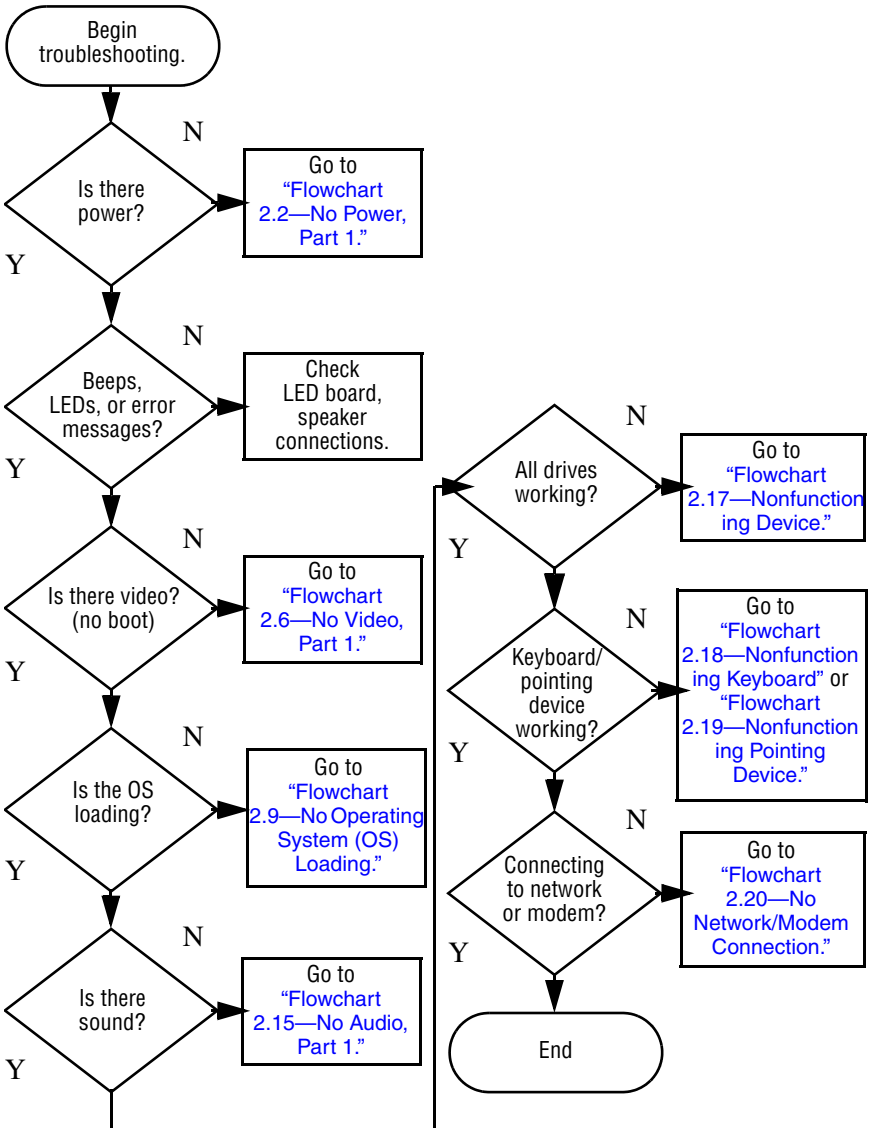 Begin
troubleshooting.
N
Is there
power?
Go to
“Flowchart
2.2—No Power,
Part 1.”
Y
N
Beeps,
LEDs, or error
messages?
Check
LED board,
speaker
connections.
Y
N
Is there video?
(no boot)
Go to
“Flowchart
2.6—No Video,
Part 1.”
Y
N
Is the OS
loading?
Go to
“Flowchart
2.9—No Operating
System (OS)
Loading.”
Y
N
Is there
sound?
Go to
“Flowchart
2.15—No Audio,
Part 1.”
Y
N
All drives
working?
Go to
“Flowchart
2.17—Nonfunction
ing Device.”
Y
N
Keyboard/
pointing
device
working?
Go to
“Flowchart
2.18—Nonfunction
ing Keyboard” or
“Flowchart
2.19—Nonfunction
ing Pointing
Device.”
Y
N
Connecting
to network
or modem?
Go to
“Flowchart
2.20—No
Network/Modem
Connection.”
Y
End